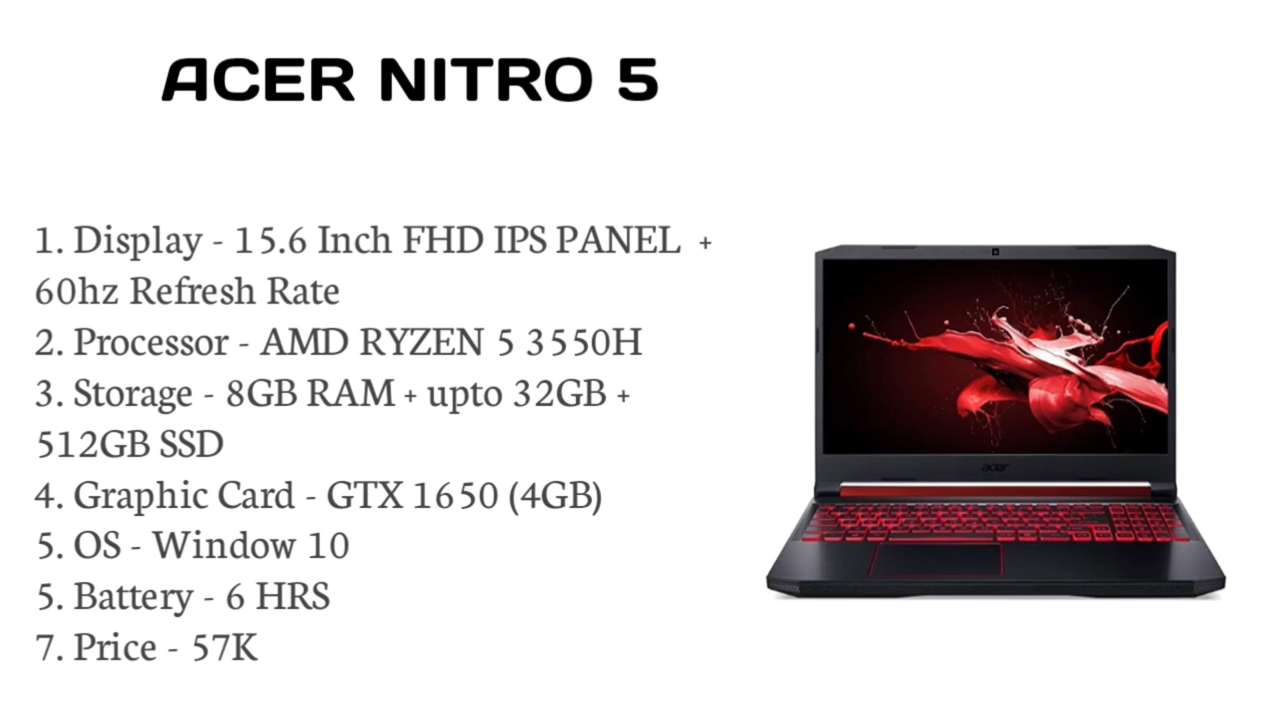 ACER NITRO 5
1. Display - 15.6 Inch FHD IPS PANEL +
60hz Refresh Rate
2. Processor - AMD RYZEN 5 3550H
3. Storage - 8GB RAM + upto 32GB +
512GB SSD
4. Graphic Card - GTX 1650 (4GB)
5. OS - Window 10
5. Battery - 6 HRS
7. Price - 57K
acer